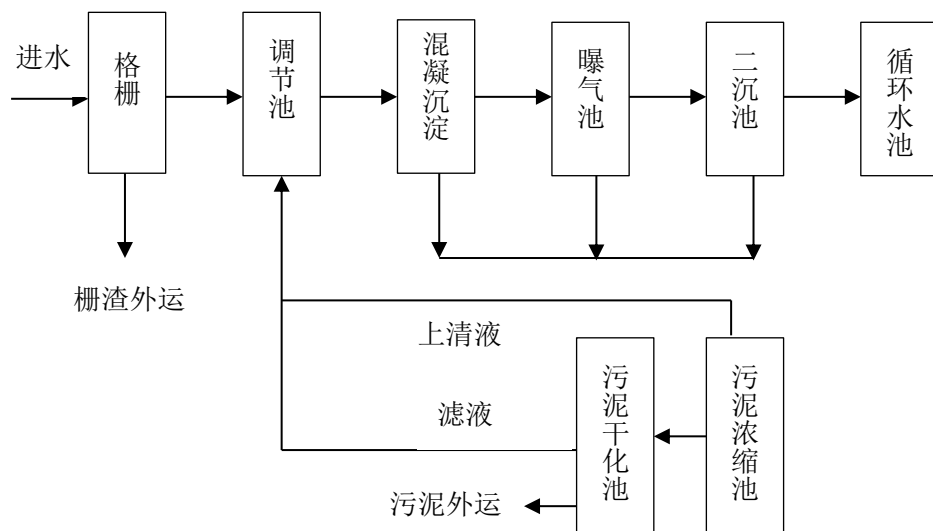 进水
格栅
调节池
混凝沉淀
曝气池
二沉池
循环水池
栅渣外运
上清液
滤液
污泥外运
污泥干化池
污泥浓缩池